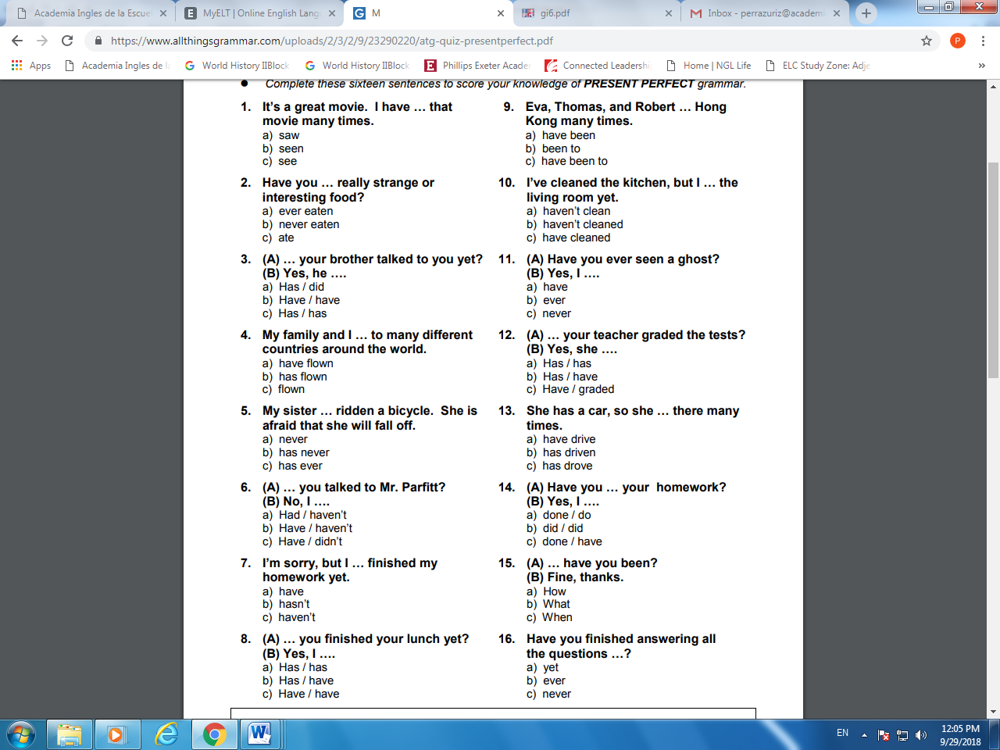 Academia Ingles de la Escue
MyELT | Online English Lang
M
gi6.pdf
Inbox - perrazuriz@academ
https://www.allthingsgrammar.com/uploads/2/3/2/9/23290220/atg-quiz-presentperfect.pdf
P
Apps
Academia Ingles de l
World History IIBlock
World History IIBlock
Phillips Exeter Acade
Connected Leadersh
Home | NGL Life
ELC Study Zone: Adje
»
● Complete these sixteen sentences to score your knowledge of PRESENT PERFECT grammar.
1. It's a great movie. I have … that
movie many times.
a) saw
b) seen
c) see
2. Have you … really strange or
interesting food?
a) ever eaten
b) never eaten
c) ate
3. (A) … your brother talked to you yet?
(B) Yes, he ….
a) Has / did
b) Have / have
c) Has / has
4. My family and I … to many different
countries around the world.
a) have flown
b) has flown
c) flown
5. My sister … ridden a bicycle. She is
afraid that she will fall off.
a) never
b) has never
c) has ever
6. (A) … you talked to Mr. Parfitt?
(B) No, I ….
a) Had / haven't
b) Have / haven't
c) Have / didn't
7. I'm sorry, but I … finished my
homework yet.
a) have
b) hasn't
c) haven't
8. (A) … you finished your lunch yet?
(B) Yes, I ….
a) Has / has
b) Has / have
c) Have / have
9. Eva, Thomas, and Robert … Hong
Kong many times.
a) have been
b) been to
c) have been to
10. I've cleaned the kitchen, but I … the
living room yet.
a) haven't clean
b) haven't cleaned
c) have cleaned
11. (A) Have you ever seen a ghost?
(B) Yes, I ….
a) have
b) ever
c) never
12. (A) … your teacher graded the tests?
(B) Yes, she ….
a) Has / has
b) Has / have
c) Have / graded
13. She has a car, so she … there many
times.
a) have drive
b) has driven
c) has drove
14. (A) Have you … your homework?
(B) Yes, I ….
a) done / do
b) did / did
c) done / have
15. (A) … have you been?
(B) Fine, thanks.
a) How
b) What
c) When
16. Have you finished answering all
the questions …?
a) yet
b) ever
c) never
EN
12:05 PM
9/29/2018